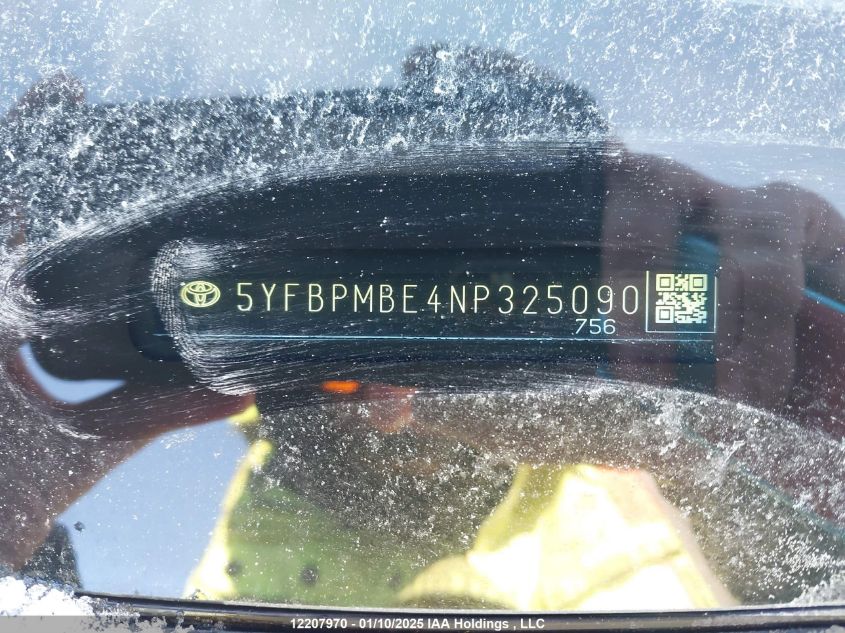 5YFBPMBE4NP325090
756
12207970 - 01/10/2025 IAA Holdings , LLC